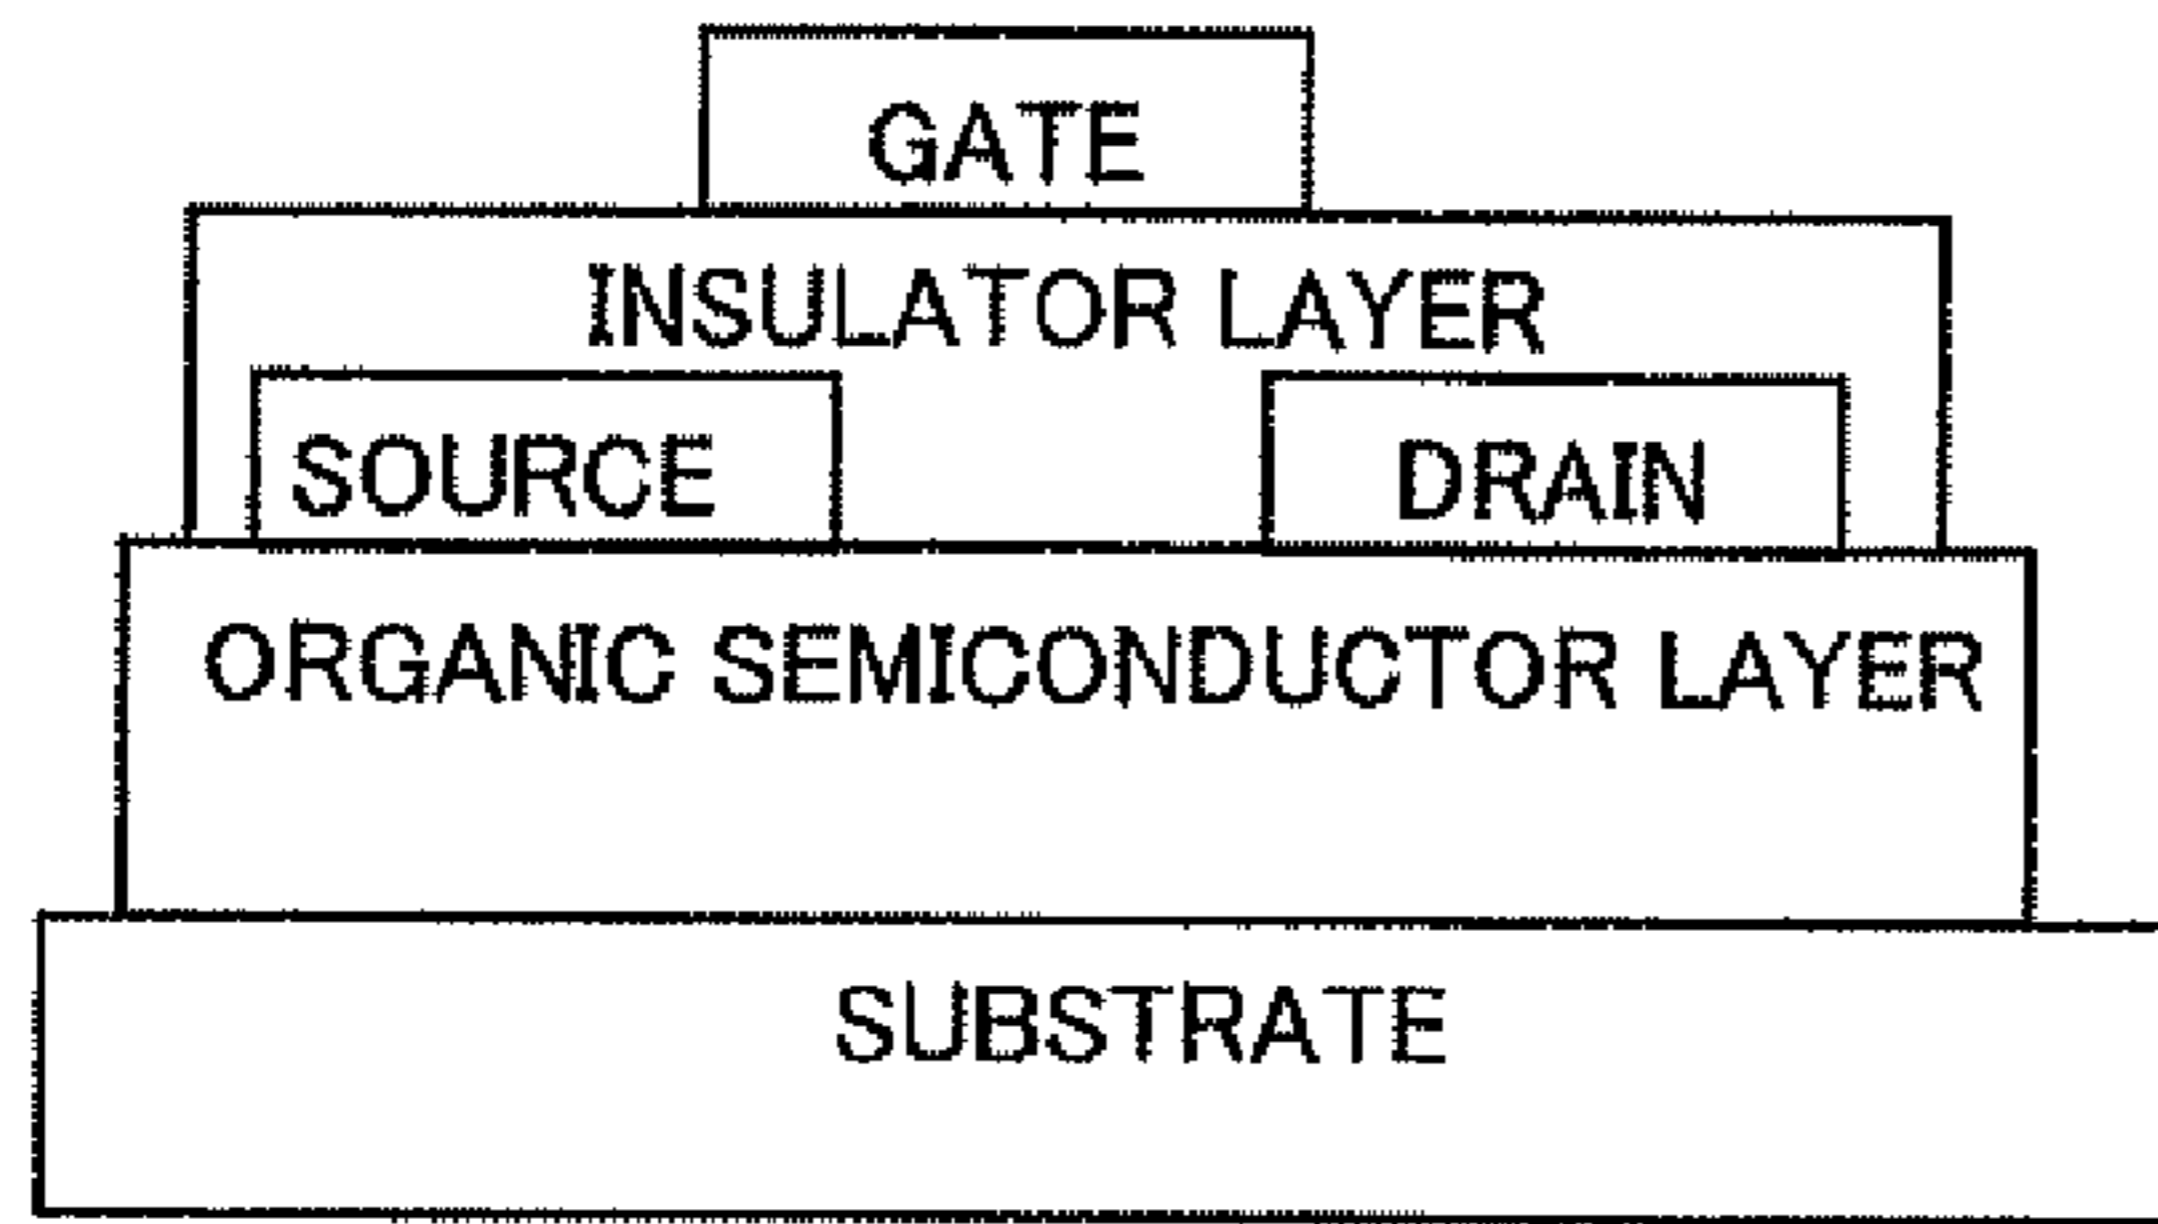 GATE
INSULATOR LAYER
SOURCE
DRAIN
ORGANIC SEMICONDUCTOR LAYER
SUBSTRATE